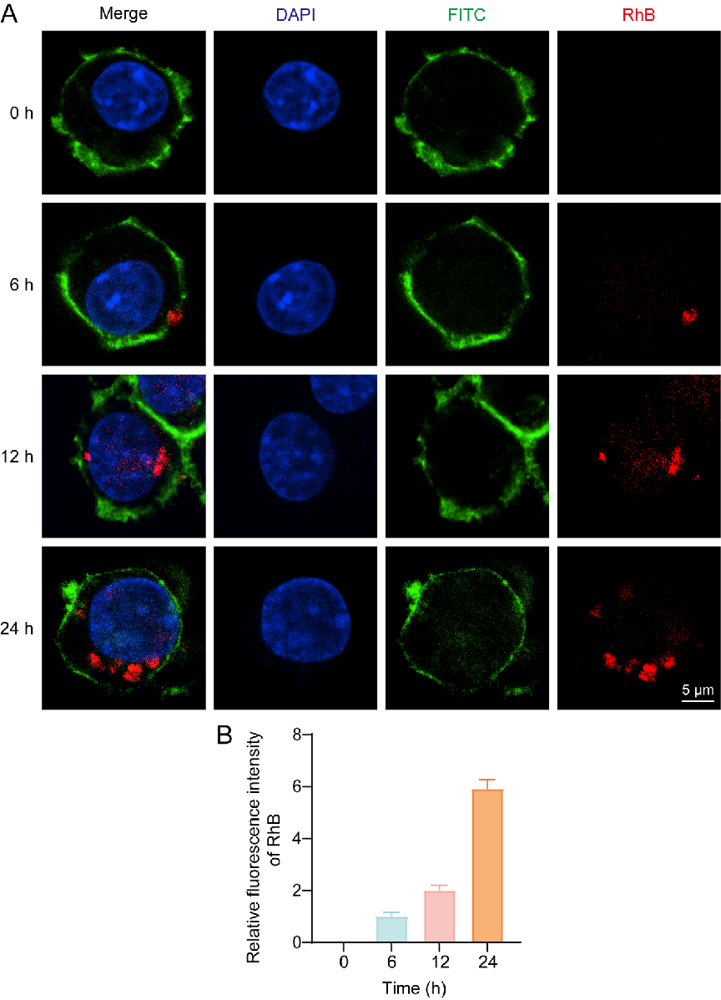 A
Merge DAPI FITC RhB
0 h
6 h
12 h
24 h
5 µm
B
Relative fluorescence intensity
of RhB
8
6
4
2
0
0 6 12 24
Time (h)